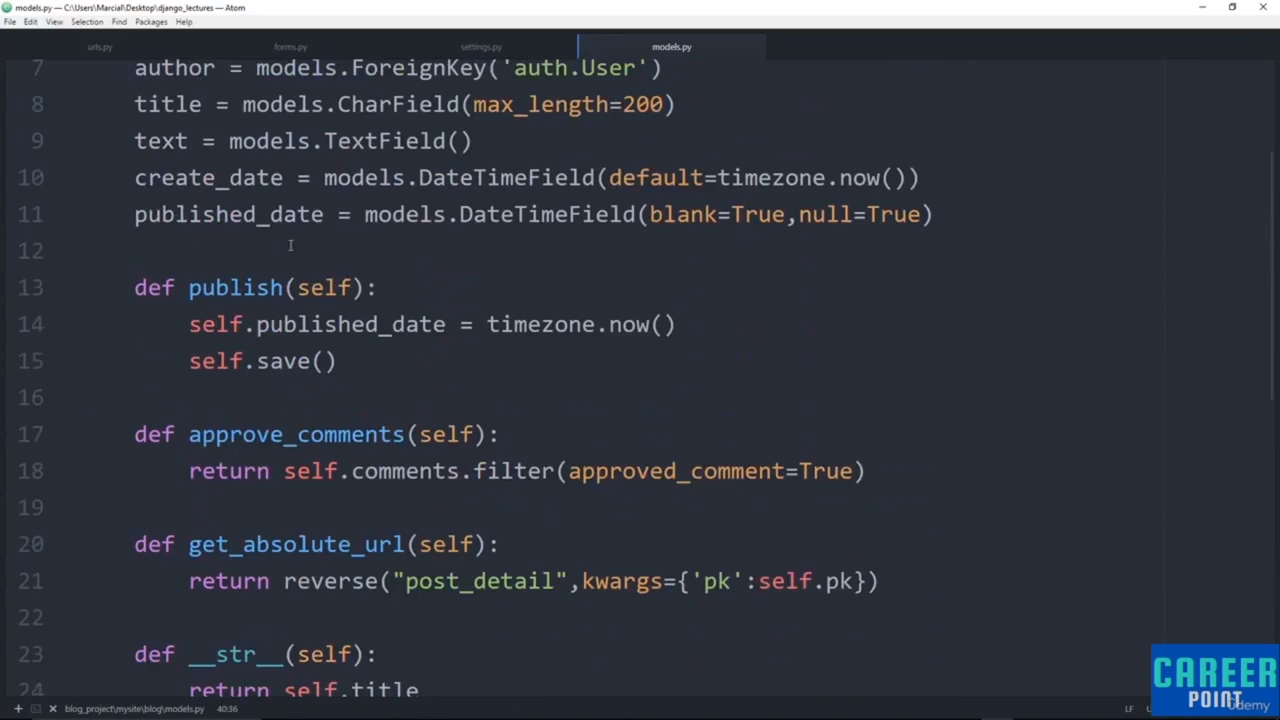 models.py — C:\Users\Marcial\Desktop\django_lectures — Atom
File Edit View Selection Find Packages Help
urls.py forms.py settings.py models.py
7 author = models.ForeignKey('auth.User')
8 title = models.CharField(max_length=200)
9 text = models.TextField()
10 create_date = models.DateTimeField(default=timezone.now())
11 published_date = models.DateTimeField(blank=True,null=True)
12
13 def publish(self):
14 self.published_date = timezone.now()
15 self.save()
16
17 def approve_comments(self):
18 return self.comments.filter(approved_comment=True)
19
20 def get_absolute_url(self):
21 return reverse("post_detail",kwargs={'pk':self.pk})
22
23 def __str__(self):
24 return self.title
CAREER
POINT
udemy
blog_project\mysite\blog\models.py 40:36 LF